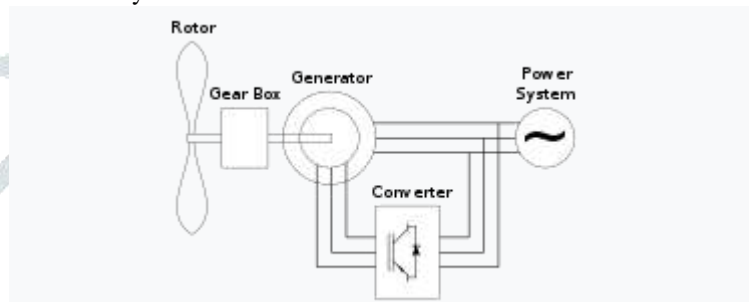 Rotor
Gear Box
Generator
Power
System
Converter